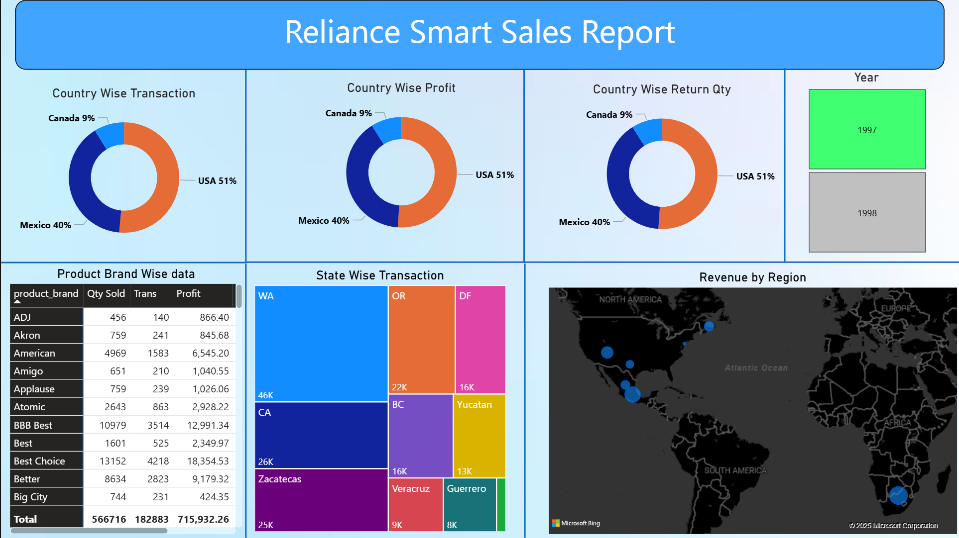 Reliance Smart Sales Report
Country Wise Transaction
Canada 9%
USA 51%
Mexico 40%
Country Wise Profit
Canada 9%
USA 51%
Mexico 40%
Country Wise Return Qty
Canada 9%
USA 51%
Mexico 40%
Year
1997
1998
Product Brand Wise data
product_brand Qty Sold Trans Profit
ADJ 456 140 866.40
Akron 759 241 845.68
American 4969 1583 6,545.20
Amigo 651 210 1,040.55
Applause 759 239 1,026.06
Atomic 2643 863 2,928.22
BBB Best 10979 3514 12,991.34
Best 1601 525 2,349.97
Best Choice 13152 4218 18,354.53
Better 8634 2823 9,179.32
Big City 744 231 424.35
Total 566716 182883 715,932.26
State Wise Transaction
WA
46K
CA
26K
Zacatecas
25K
OR
22K
DF
16K
BC
16K
Yucatan
13K
Veracruz
9K
Guerrero
8K
Revenue by Region
NORTH AMERICA
EUROPE
Atlantic Ocean
AFRICA
SOUTH AMERICA
Microsoft Bing
© 2025 Microsoft Corporation